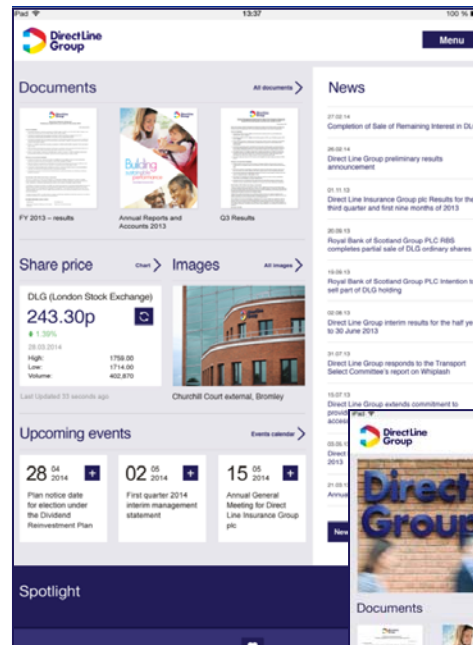 iPad
13:37
100 %
Direct Line
Group
Menu
Documents
All documents
FY 2013 – results
Building
sustainable
performance
Annual Reports and
Accounts 2013
Q3 Results
Share price
Chart
DLG (London Stock Exchange)
243.30p
1.39%
28.03.2014
High: 1758.00
Low: 1714.00
Volume: 402,870
Last Updated 33 seconds ago
Images
All images
Churchill Court external, Bromley
Upcoming events
Events calendar
28 04
2014
Plan notice date
for election under
the Dividend
Reinvestment Plan
02 05
2014
First quarter 2014
interim management
statement
15 05
2014
Annual General
Meeting for Direct
Line Insurance Group
plc
Spotlight
News
27.02.14
Completion of Sale of Remaining Interest in DL
26.02.14
Direct Line Group preliminary results
announcement
01.11.13
Direct Line Insurance Group plc Results for the
third quarter and first nine months of 2013
20.09.13
Royal Bank of Scotland Group PLC RBS
completes partial sale of DLG ordinary shares
19.09.13
Royal Bank of Scotland Group PLC Intention to
sell part of DLG holding
02.08.13
Direct Line Group interim results for the half ye
to 30 June 2013
31.07.13
Direct Line Group responds to the Transport
Select Committee's report on Whiplash
15.07.13
Direct Line Group extends commitment to
provid
access
Direct
2013
Annua
New
iPad
Direct Line
Group
Direct
Group
Documents